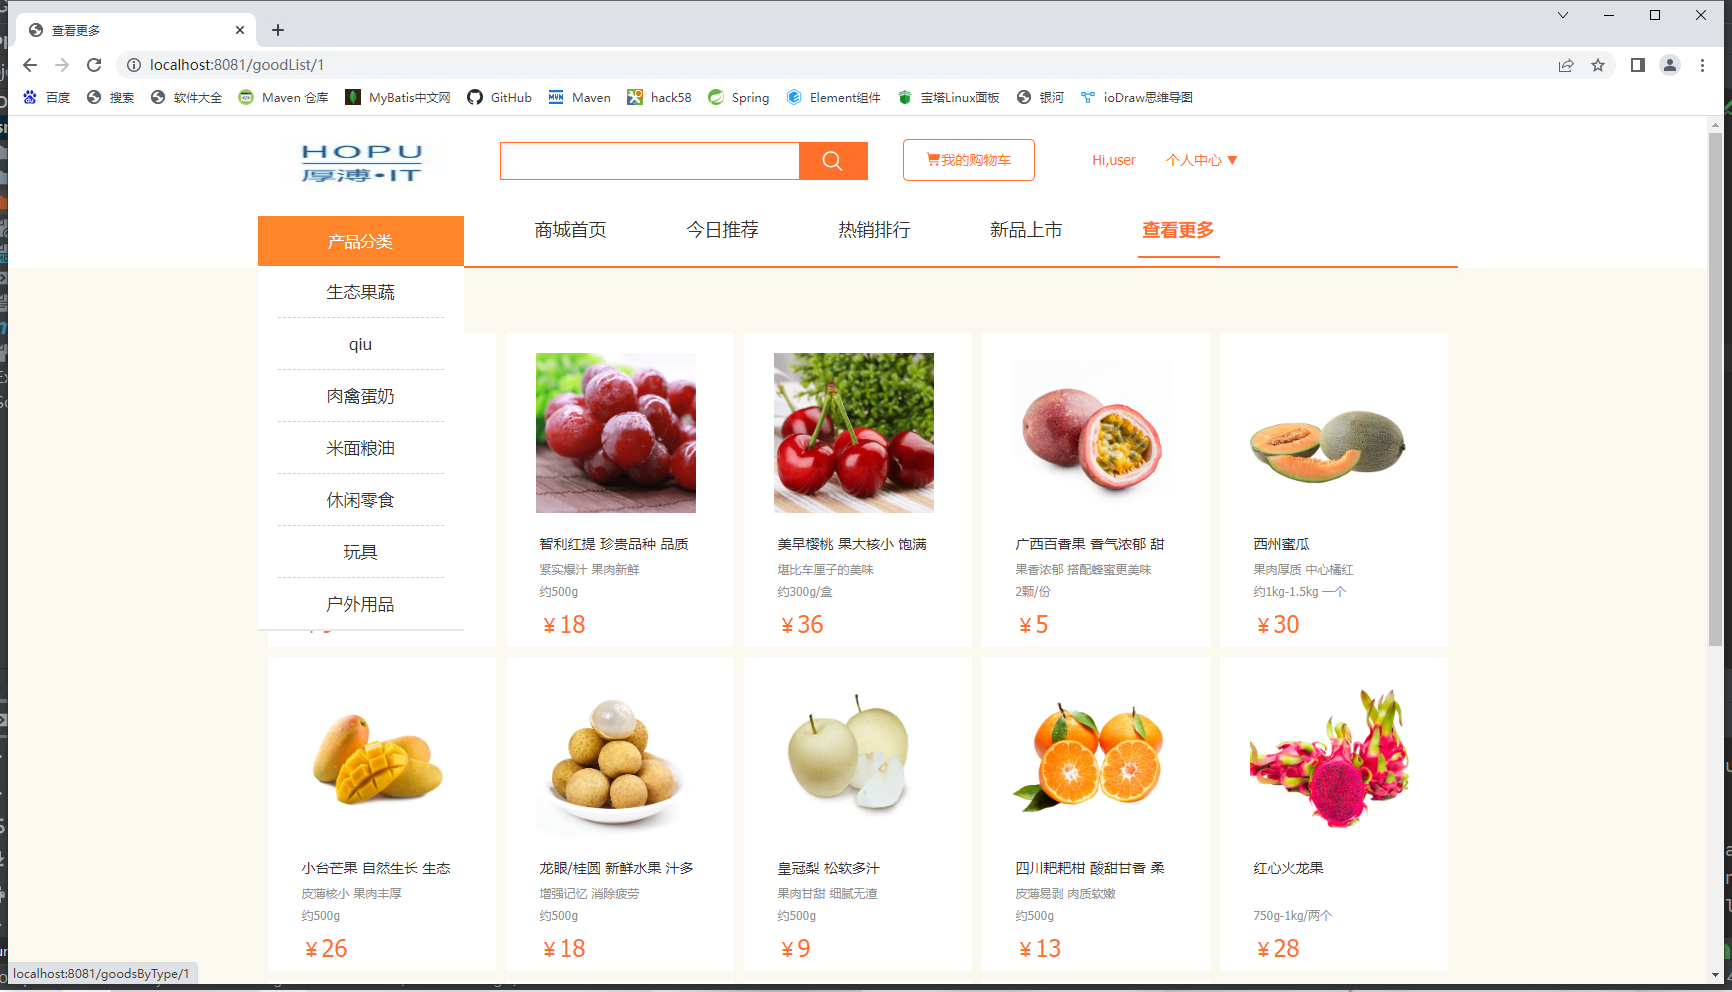 查看更多
localhost:8081/goodList/1
百度 搜索 软件大全 Maven 仓库 MyBatis中文网 GitHub Maven hack58 Spring Element组件 宝塔Linux面板 银河 ioDraw思维导图
HOPU
厚溥·IT
我的购物车
Hi,user
个人中心 ▼
产品分类
商城首页 今日推荐 热销排行 新品上市 查看更多
生态果蔬
qiu
肉禽蛋奶
米面粮油
休闲零食
玩具
户外用品
智利红提 珍贵品种 品质
紧实爆汁 果肉新鲜
约500g
¥18
美早樱桃 果大核小 饱满
堪比车厘子的美味
约300g/盒
¥36
广西百香果 香气浓郁 甜
果香浓郁 搭配蜂蜜更美味
2颗/份
¥5
西州蜜瓜
果肉厚质 中心橘红
约1kg-1.5kg 一个
¥30
小台芒果 自然生长 生态
皮薄核小 果肉丰厚
约500g
¥26
龙眼/桂圆 新鲜水果 汁多
增强记忆 消除疲劳
约500g
¥18
皇冠梨 松软多汁
果肉甘甜 细腻无渣
约500g
¥9
四川耙耙柑 酸甜甘香 柔
皮薄易剥 肉质软嫩
约500g
¥13
红心火龙果
750g-1kg/两个
¥28
localhost:8081/goodsByType/1